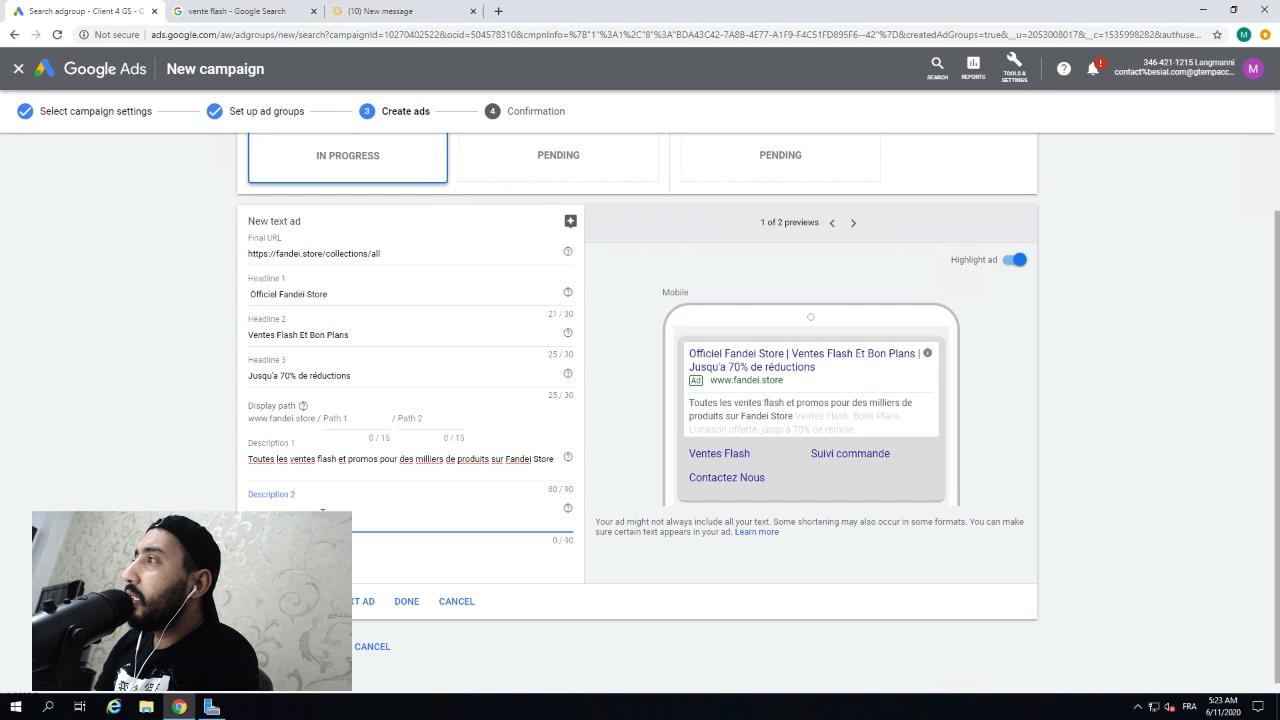 Search adgroup - Client 4 GS - G
vente flash - Google Search
(10) New message
Not secure | ads.google.com/aw/adgroups/new/search?campaignId=10270402522&ocid=504578310&cmpnInfo=%7B"1"%3A1%2C"8"%3A"BDA43C42-7A8B-4E77-A1F9-F4C51FD895F6--42"%7D&createdAdGroups=true&__u=2053008017&__c=1535998282&authuse...
Google Ads
New campaign
SEARCH
REPORTS
TOOLS & SETTINGS
346-421-1215 Langmanni
contact%besial.com@gtempacc...
M
Select campaign settings
Set up ad groups
3 Create ads
4 Confirmation
IN PROGRESS
PENDING
PENDING
New text ad
Final URL
https://fandei.store/collections/all
Headline 1
Officiel Fandei Store
21 / 30
Headline 2
Ventes Flash Et Bon Plans
25 / 30
Headline 3
Jusqu'a 70% de réductions
25 / 30
Display path
www.fandei.store / Path 1 / Path 2
0 / 15 0 / 15
Description 1
Toutes les ventes flash et promos pour des milliers de produits sur Fandei Store
80 / 90
Description 2
0 / 90
XT AD
DONE
CANCEL
CANCEL
1 of 2 previews
Highlight ad
Mobile
Officiel Fandei Store | Ventes Flash Et Bon Plans |
Jusqu'a 70% de réductions
Ad www.fandei.store
Toutes les ventes flash et promos pour des milliers de
produits sur Fandei Store Ventes Flash. Bons Plans
Livraison offerte. jusqu'à 70% de remise.
Ventes Flash
Suivi commande
Contactez Nous
Your ad might not always include all your text. Some shortening may also occur in some formats. You can
make sure certain text appears in your ad. Learn more
FRA
5:23 AM
6/11/2020